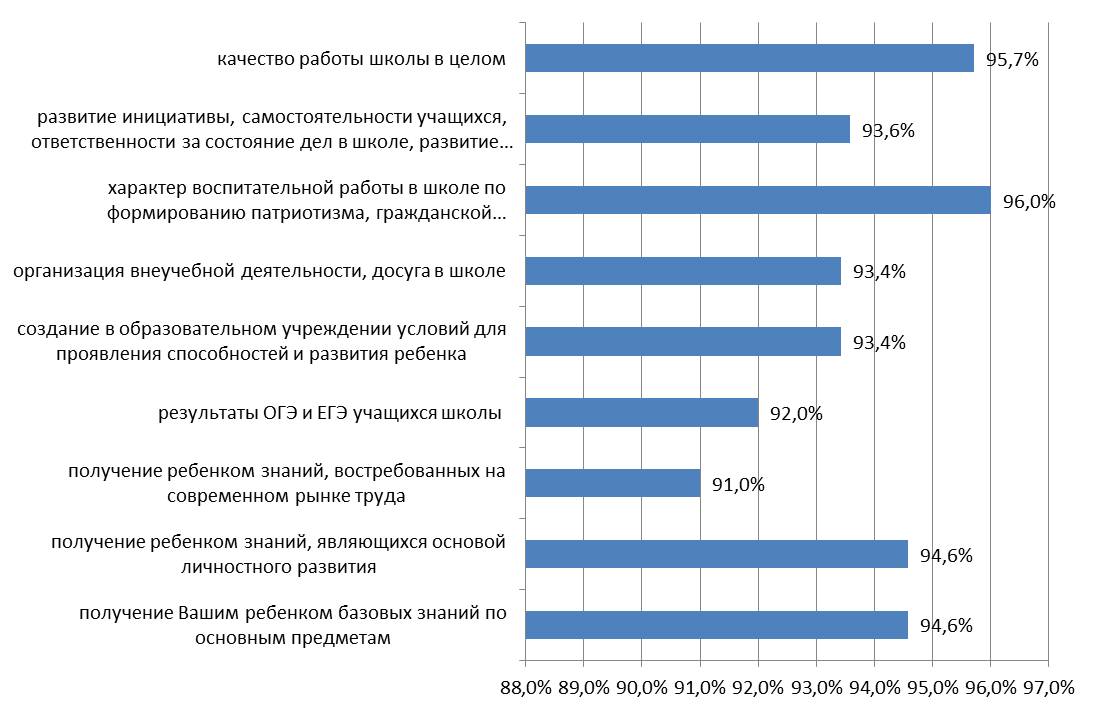 качество работы школы в целом
95,7%
развитие инициативы, самостоятельности учащихся,
ответственности за состояние дел в школе, развитие...
93,6%
характер воспитательной работы в школе по
формированию патриотизма, гражданской...
96,0%
организация внеучебной деятельности, досуга в школе
93,4%
создание в образовательном учреждении условий для
проявления способностей и развития ребенка
93,4%
результаты ОГЭ и ЕГЭ учащихся школы
92,0%
получение ребенком знаний, востребованных на
современном рынке труда
91,0%
получение ребенком знаний, являющихся основой
личностного развития
94,6%
получение Вашим ребенком базовых знаний по
основным предметам
94,6%
88,0% 89,0% 90,0% 91,0% 92,0% 93,0% 94,0% 95,0% 96,0% 97,0%